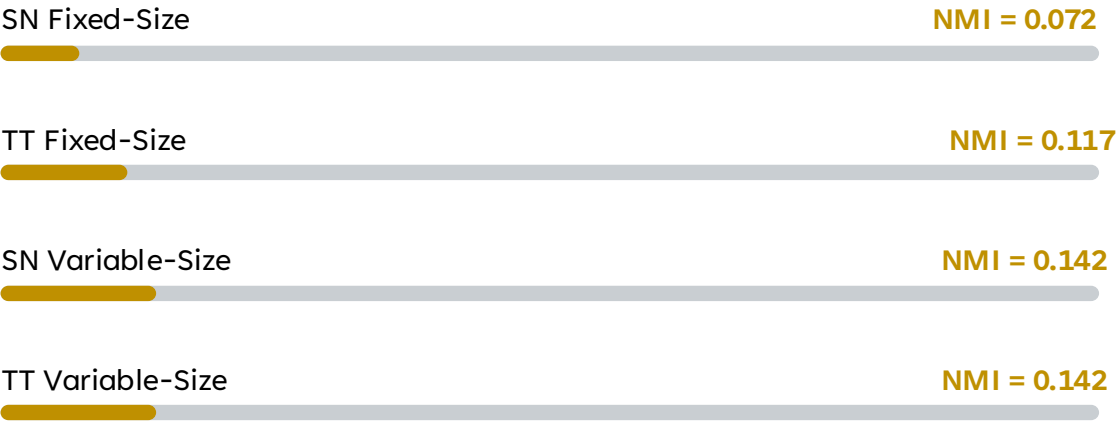 SN Fixed-Size NMI = 0.072
TT Fixed-Size NMI = 0.117
SN Variable-Size NMI = 0.142
TT Variable-Size NMI = 0.142